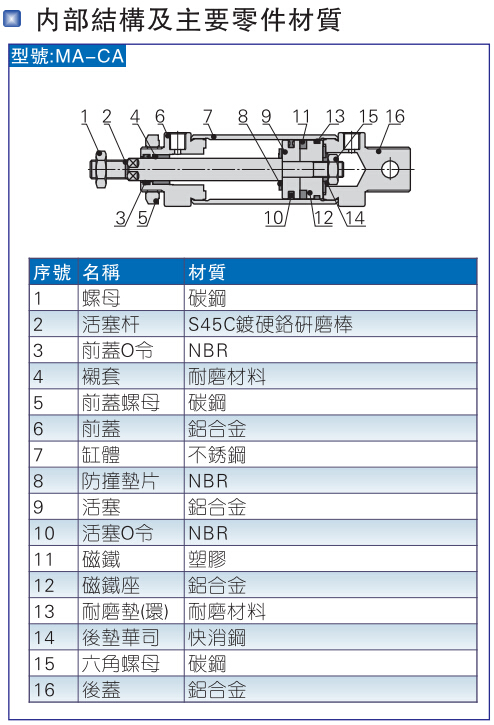 内部結構及主要零件材質
型號:MA-CA
1 2 4 6 7 8 9 11 13 15 16
3 5 10 12 14
序號 名稱 材質
1 螺母 碳鋼
2 活塞杆 S45C鍍硬鉻研磨棒
3 前蓋O令 NBR
4 襯套 耐磨材料
5 前蓋螺母 碳鋼
6 前蓋 鋁合金
7 缸體 不銹鋼
8 防撞墊片 NBR
9 活塞 鋁合金
10 活塞O令 NBR
11 磁鐵 塑膠
12 磁鐵座 鋁合金
13 耐磨墊(環) 耐磨材料
14 後墊華司 快消鋼
15 六角螺母 碳鋼
16 後蓋 鋁合金